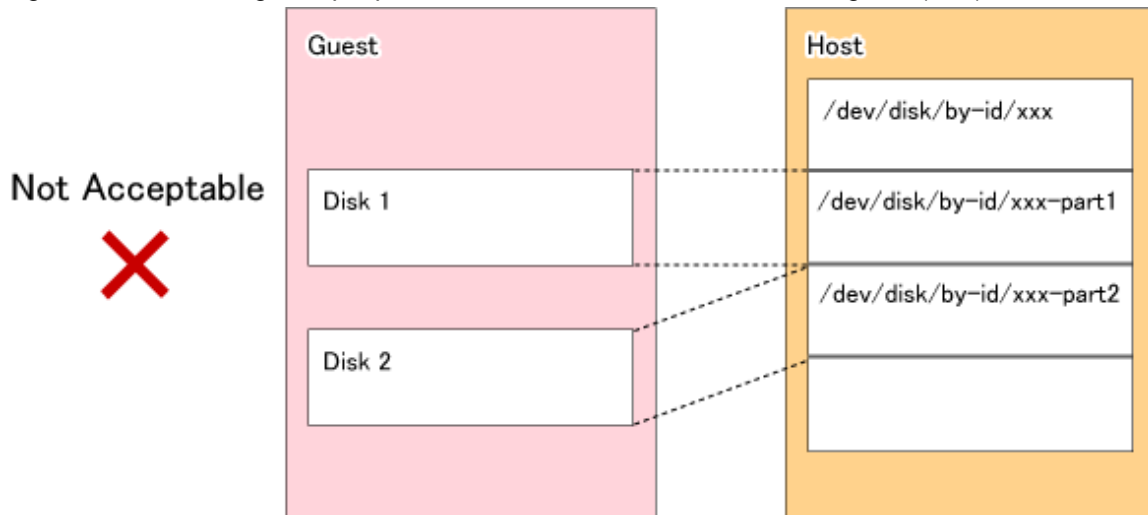 Guest
Host
/dev/disk/by-id/xxx
Not Acceptable
Disk 1
/dev/disk/by-id/xxx-part1
/dev/disk/by-id/xxx-part2
Disk 2